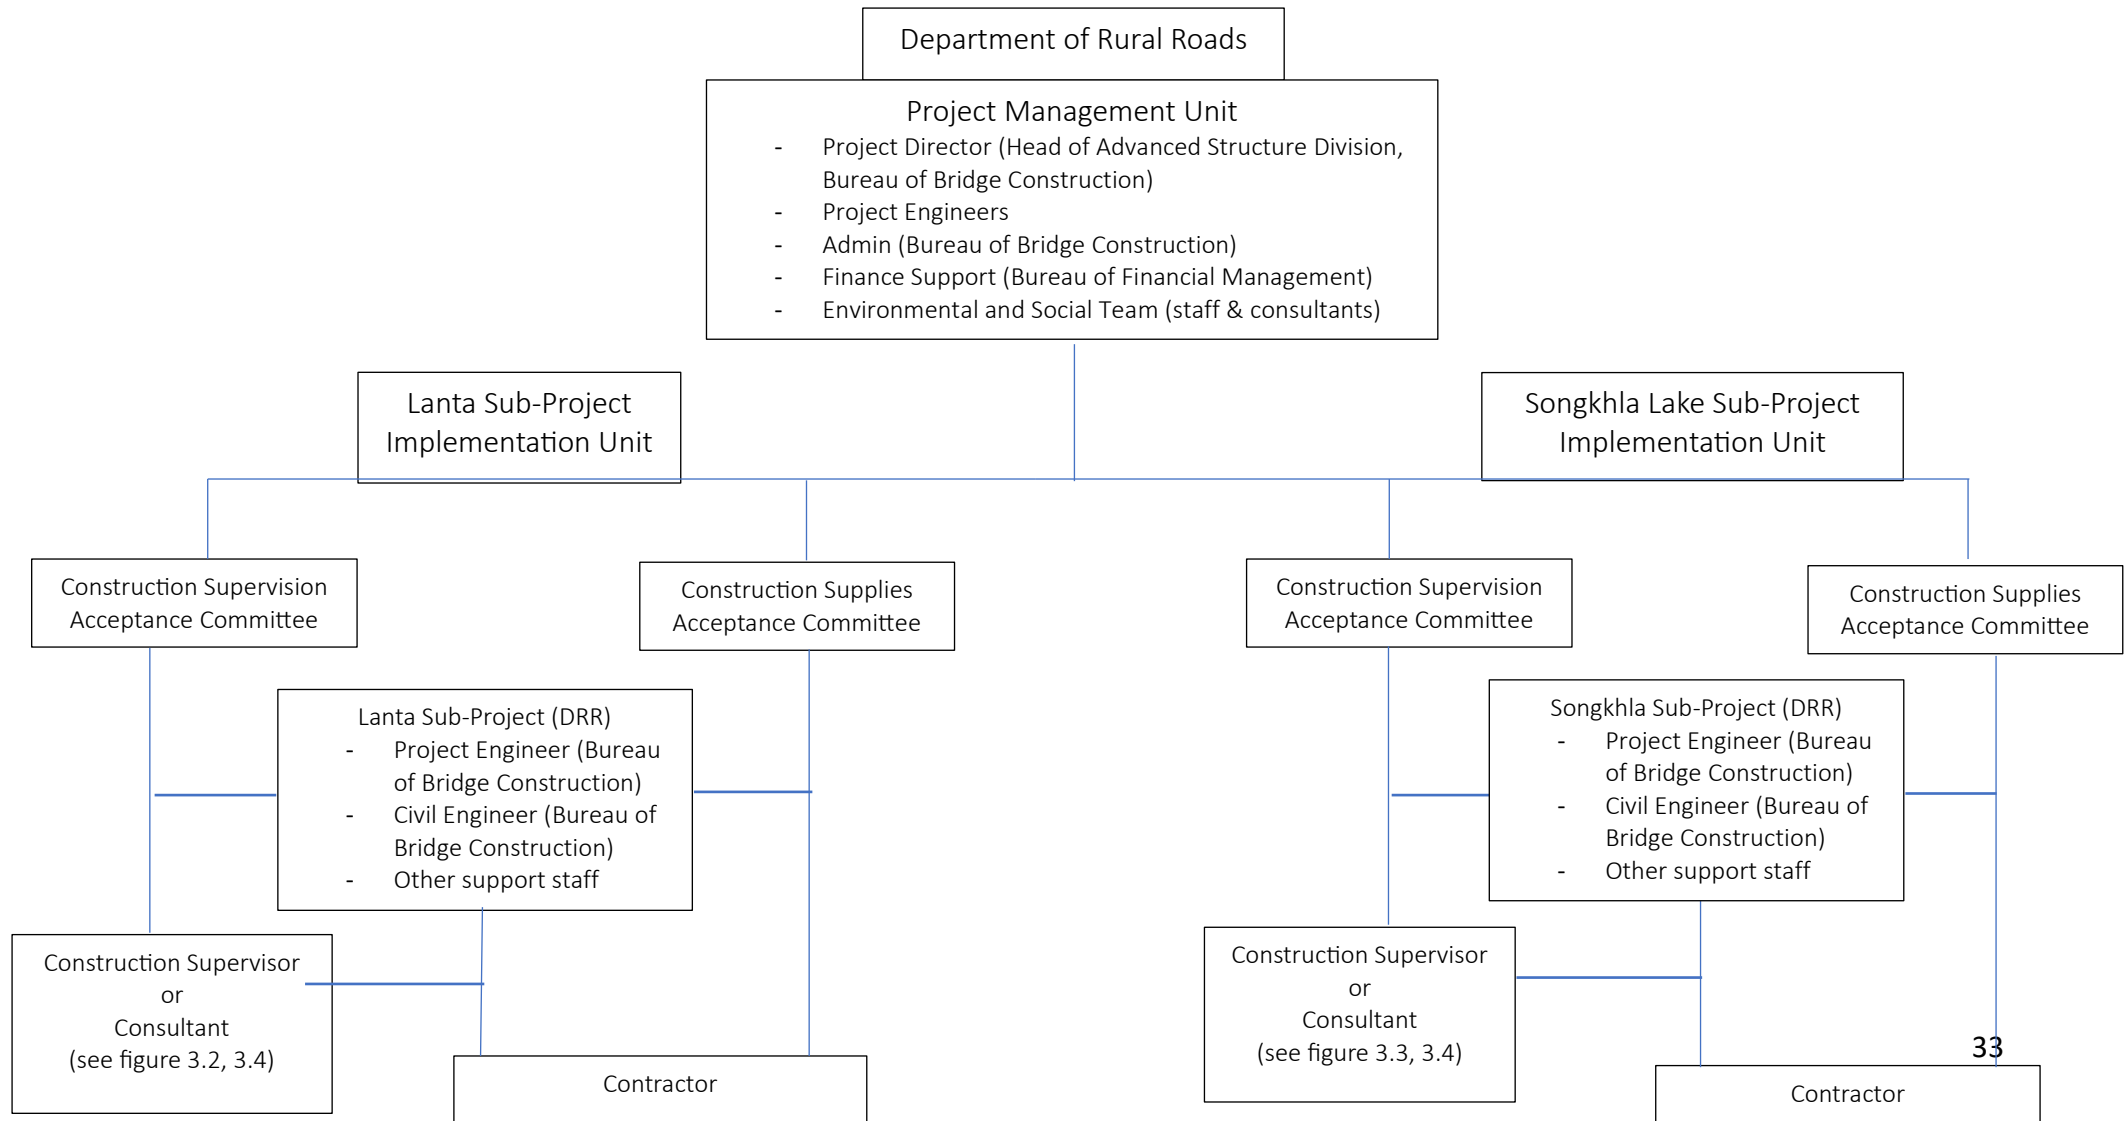 Department of Rural Roads
Project Management Unit
- Project Director (Head of Advanced Structure Division,
Bureau of Bridge Construction)
- Project Engineers
- Admin (Bureau of Bridge Construction)
- Finance Support (Bureau of Financial Management)
- Environmental and Social Team (staff & consultants)
Lanta Sub-Project
Implementation Unit
Songkhla Lake Sub-Project
Implementation Unit
Construction Supervision
Acceptance Committee
Construction Supplies
Acceptance Committee
Construction Supervision
Acceptance Committee
Construction Supplies
Acceptance Committee
Lanta Sub-Project (DRR)
- Project Engineer (Bureau
of Bridge Construction)
- Civil Engineer (Bureau of
Bridge Construction)
- Other support staff
Songkhla Sub-Project (DRR)
- Project Engineer (Bureau
of Bridge Construction)
- Civil Engineer (Bureau of
Bridge Construction)
- Other support staff
Construction Supervisor
or
Consultant
(see figure 3.2, 3.4)
Contractor
Construction Supervisor
or
Consultant
(see figure 3.3, 3.4)
33
Contractor